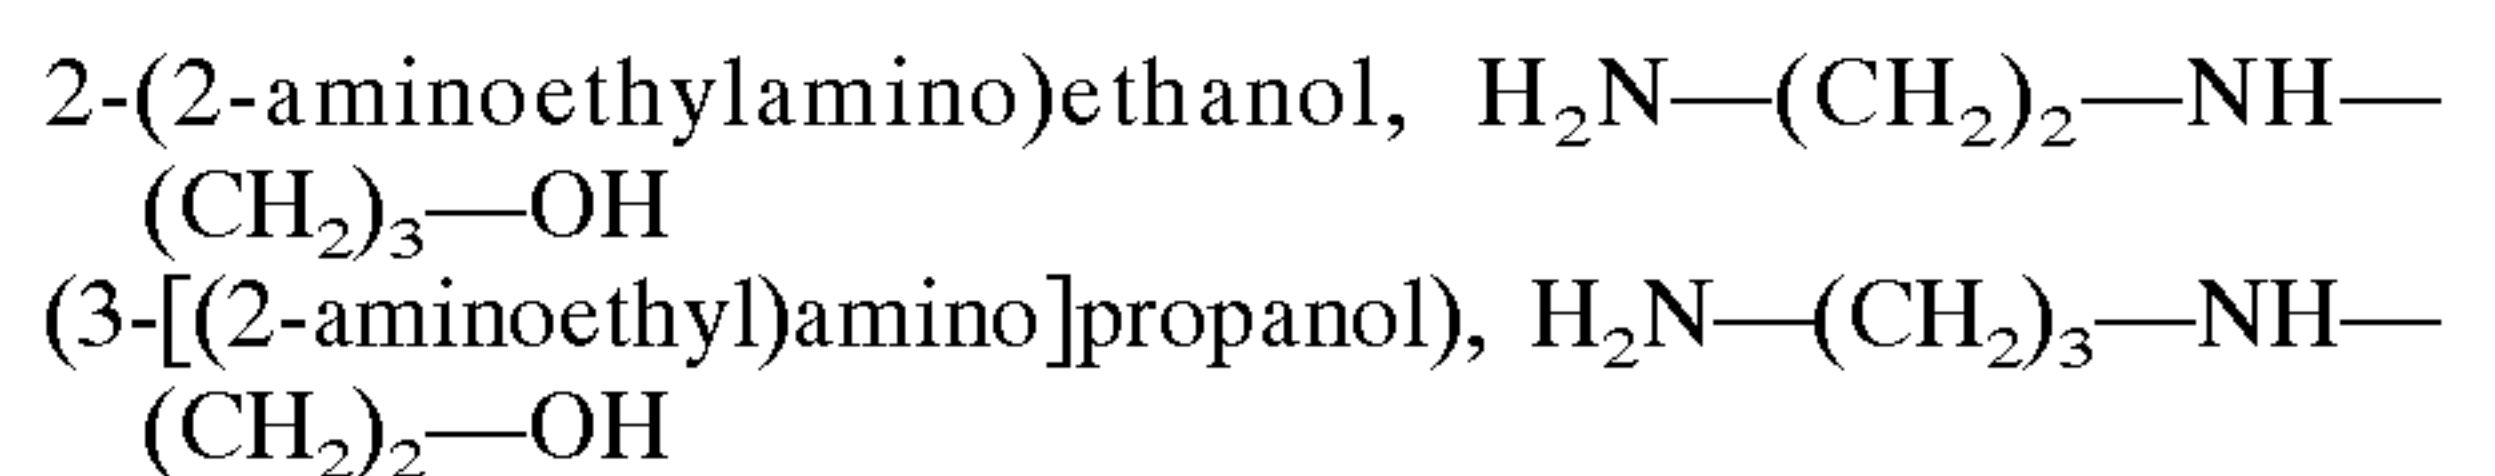 2-(2-aminoethylamino)ethanol, H₂N—(CH₂)₂—NH—
(CH₂)₃—OH
(3-[(2-aminoethyl)amino]propanol), H₂N—(CH₂)₃—NH—
(CH₂)₂—OH